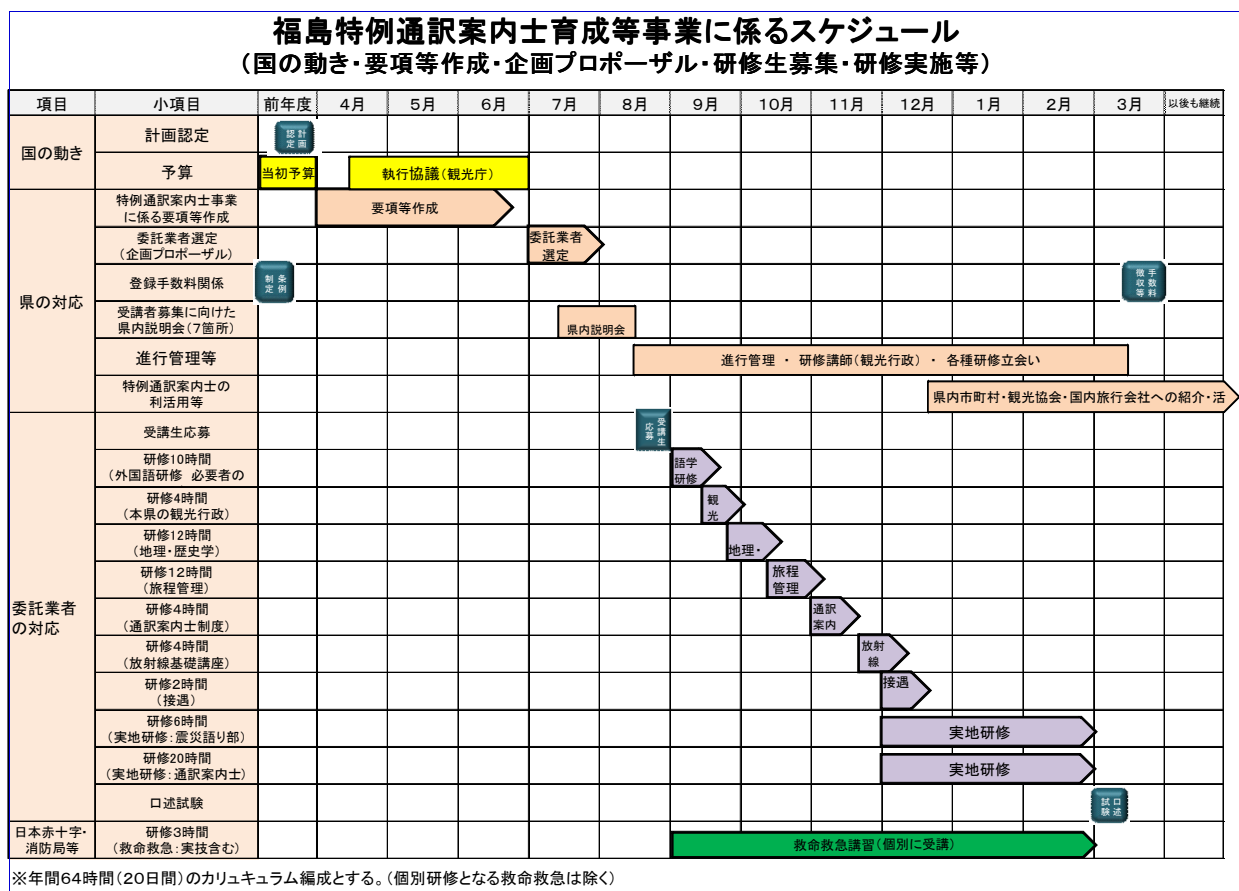 福島特例通訳案内士育成等事業に係るスケジュール
（国の動き・要項等作成・企画プロポーザル・研修生募集・研修実施等）
項目 小項目 前年度 4月 5月 6月 7月 8月 9月 10月 11月 12月 1月 2月 3月 以後も継続
国の動き
計画認定
計画
認定
予算
当初予算
執行協議（観光庁）
県の対応
特例通訳案内士事業
に係る要項等作成
要項等作成
委託業者選定
（企画プロポーザル）
委託業者
選定
登録手数料関係
条例
制定
手数料
徴収等
受講者募集に向けた
県内説明会（7箇所）
県内説明会
進行管理等
進行管理 ・ 研修講師（観光行政） ・ 各種研修立会い
特例通訳案内士の
利活用等
県内市町村・観光協会・国内旅行会社への紹介・活
委託業者
の対応
受講生応募
受講生
応募
研修10時間
（外国語研修 必要者の
語学
研修
研修4時間
（本県の観光行政）
観
光
研修12時間
（地理・歴史学）
地理・
研修12時間
（旅程管理）
旅程
管理
研修4時間
（通訳案内士制度）
通訳
案内
研修4時間
（放射線基礎講座）
放射
線
研修2時間
（接遇）
接遇
研修6時間
（実地研修：震災語り部）
実地研修
研修20時間
（実地研修：通訳案内士）
実地研修
口述試験
口述
試験
日本赤十字・
消防局等
研修3時間
（救命救急：実技含む）
救命救急講習（個別に受講）
※年間64時間（20日間）のカリュキュラム編成とする。（個別研修となる救命救急は除く）